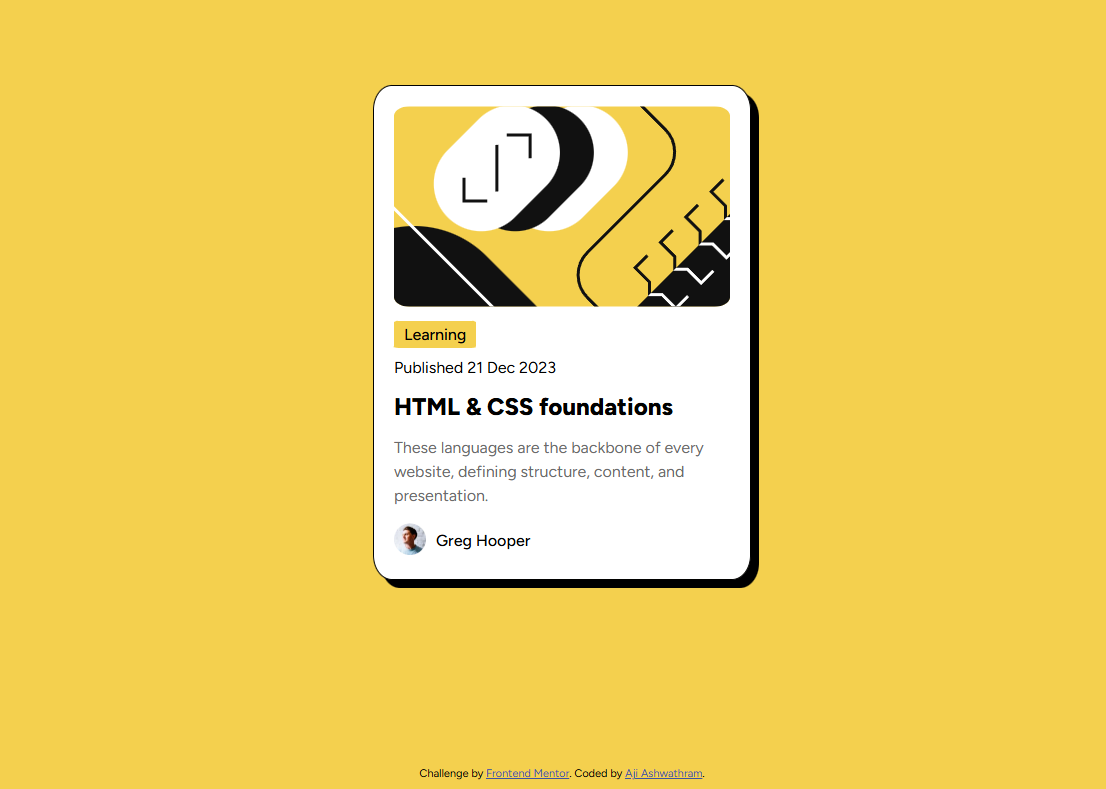 Learning
Published 21 Dec 2023
HTML & CSS foundations
These languages are the backbone of every
website, defining structure, content, and
presentation.
Greg Hooper
Challenge by Frontend Mentor. Coded by Aji Ashwathram.